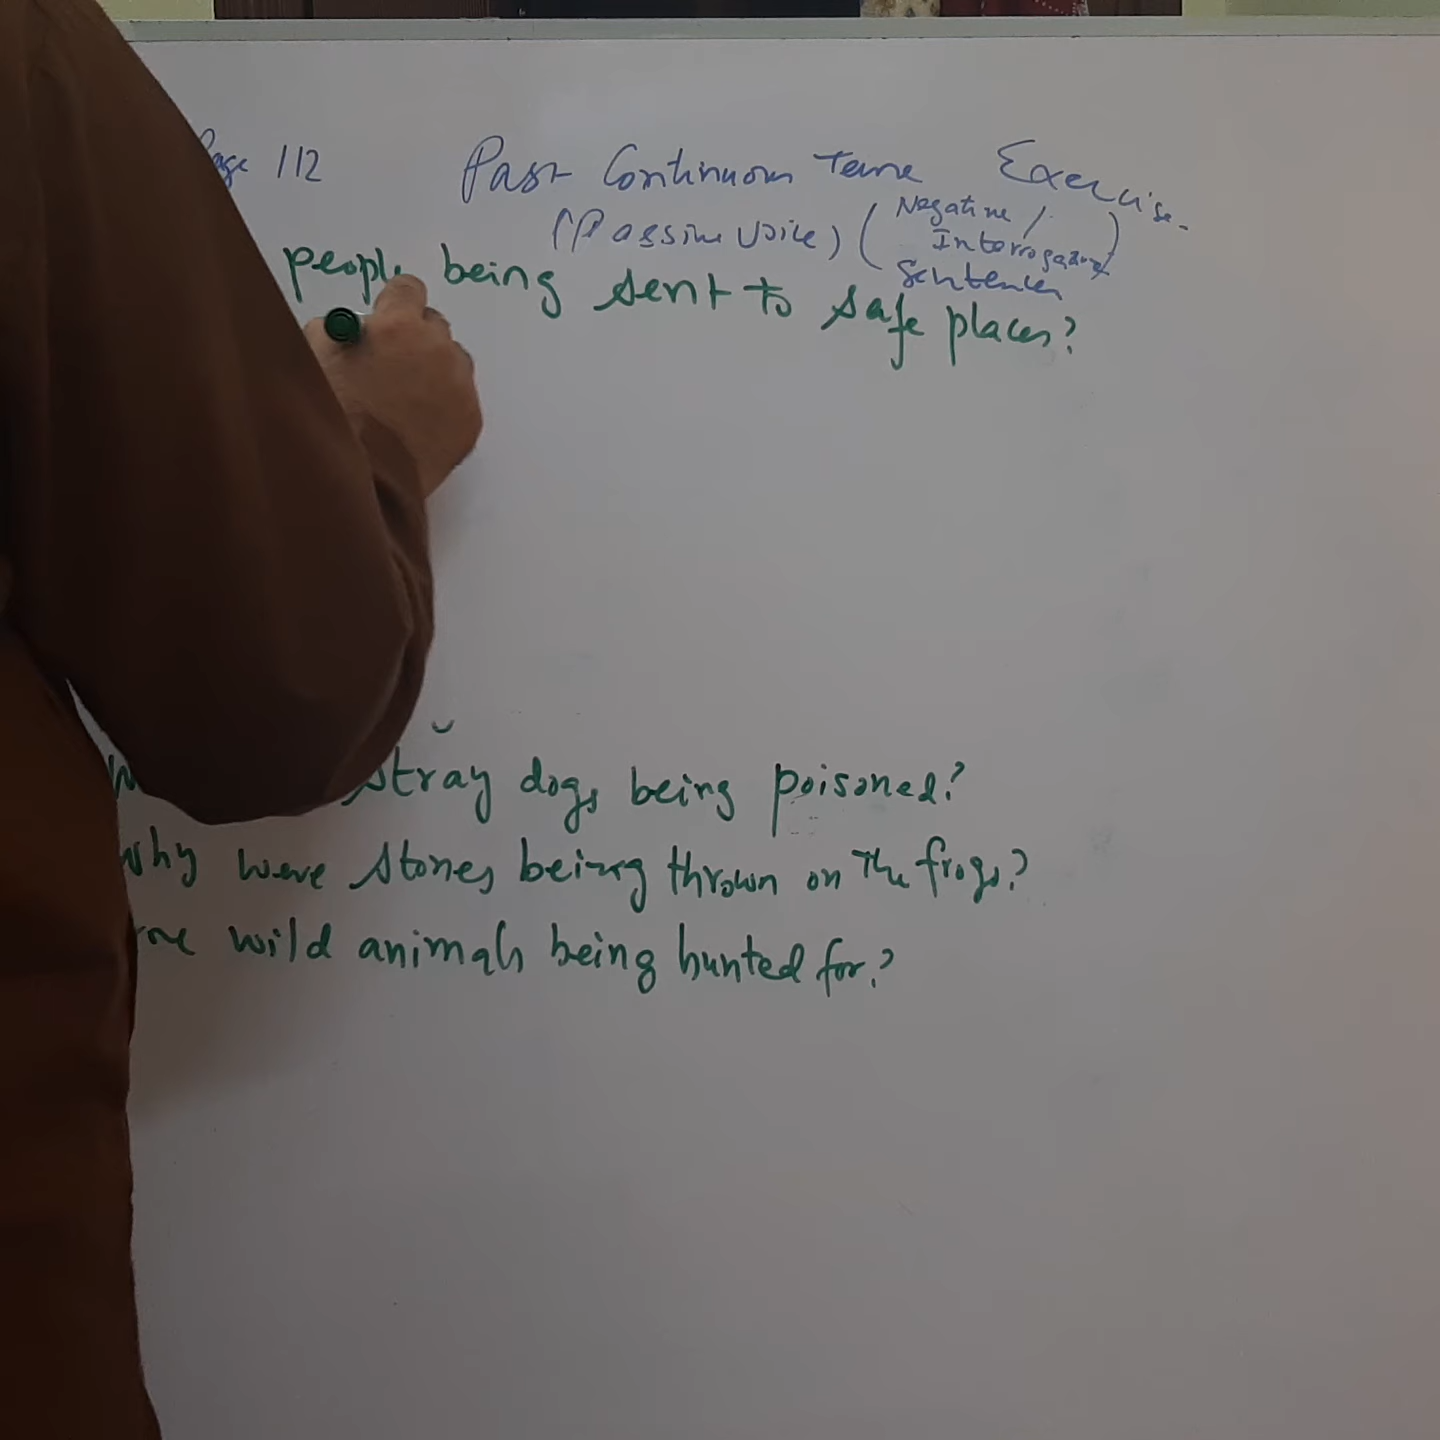 Page 112 Past Continuous Tense Exercise.
(Passive Voice) (Negative / Interrogative Sentences)
people being sent to safe places?
stray dogs being poisoned?
Why were stones being thrown on the frogs?
wild animals being hunted for?